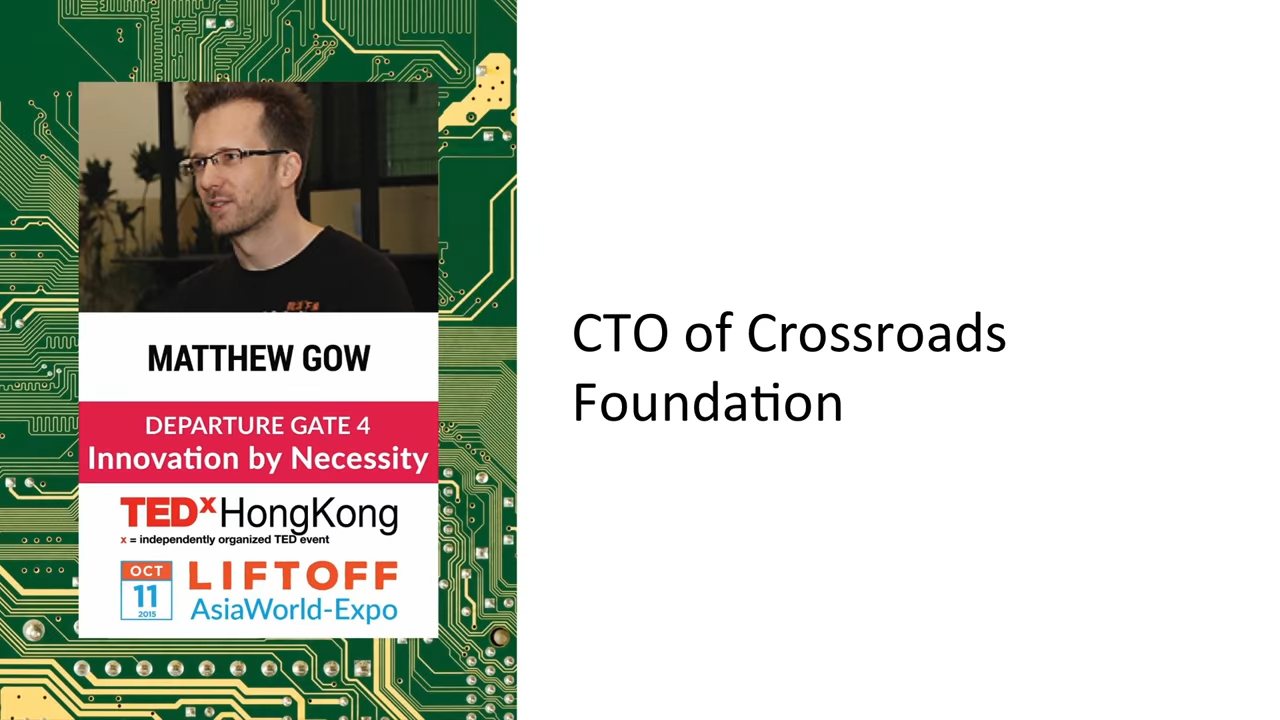 MATTHEW GOW
DEPARTURE GATE 4
Innovation by Necessity
TEDxHongKong
x = independently organized TED event
OCT
11
2015
LIFTOFF
AsiaWorld-Expo
CTO of Crossroads
Foundation